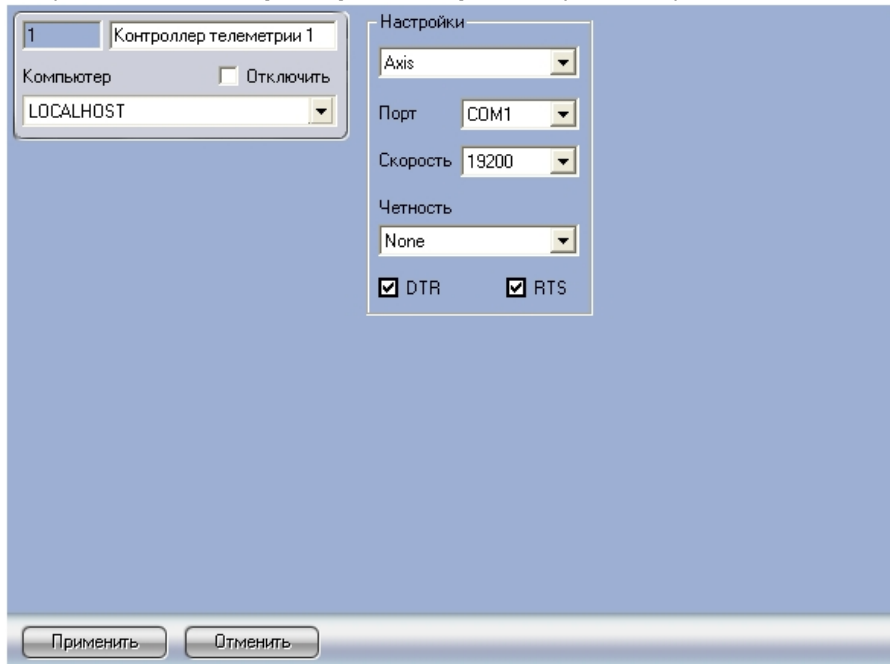 1
Контроллер телеметрии 1
Компьютер
Отключить
LOCALHOST
Настройки
Axis
Порт
COM1
Скорость
19200
Четность
None
DTR
RTS
Применить
Отменить